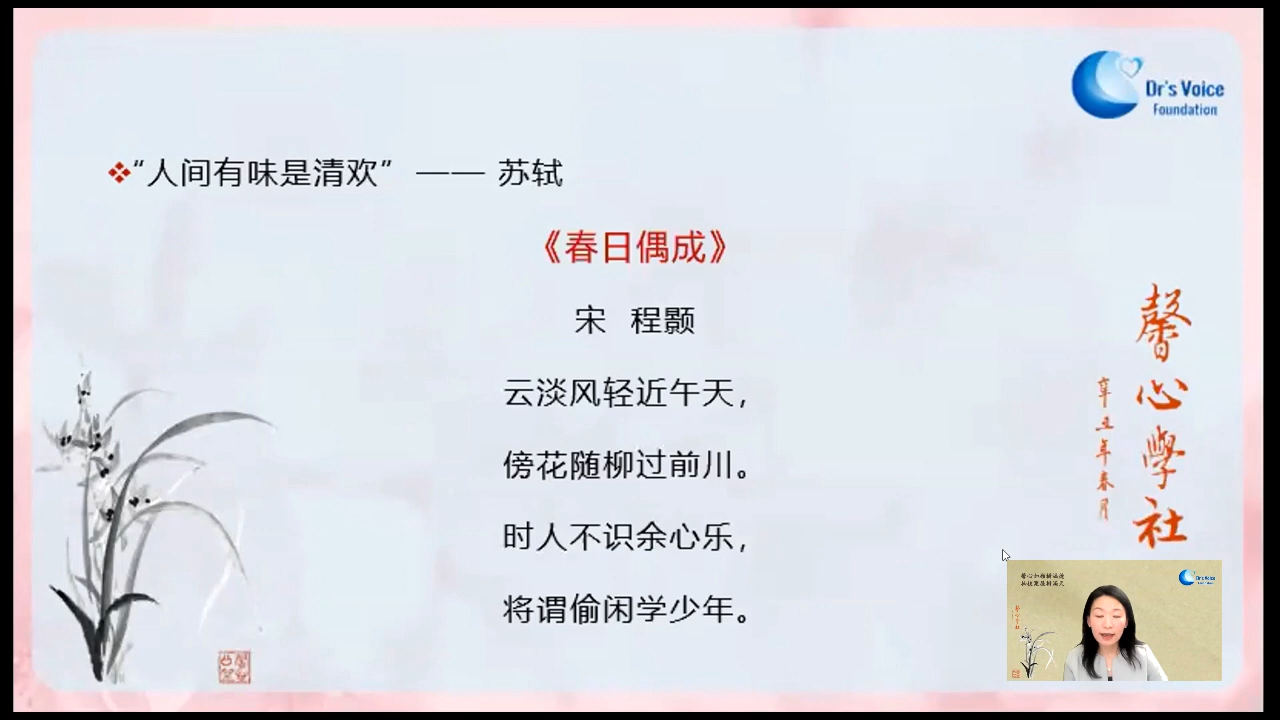 Dr's Voice
Foundation
“人间有味是清欢” —— 苏轼
《春日偶成》
宋 程颢
云淡风轻近午天，
傍花随柳过前川。
时人不识余心乐，
将谓偷闲学少年。
馨心學社
辛丑年春月
Dr's Voice